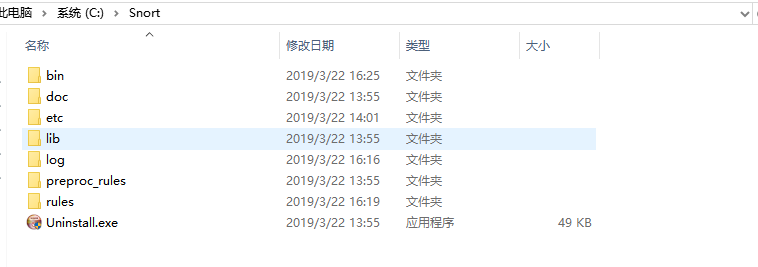 此电脑 › 系统 (C:) › Snort
名称 修改日期 类型 大小
bin 2019/3/22 16:25 文件夹
doc 2019/3/22 13:55 文件夹
etc 2019/3/22 14:01 文件夹
lib 2019/3/22 13:55 文件夹
log 2019/3/22 16:16 文件夹
preproc_rules 2019/3/22 13:55 文件夹
rules 2019/3/22 16:19 文件夹
Uninstall.exe 2019/3/22 13:55 应用程序 49 KB